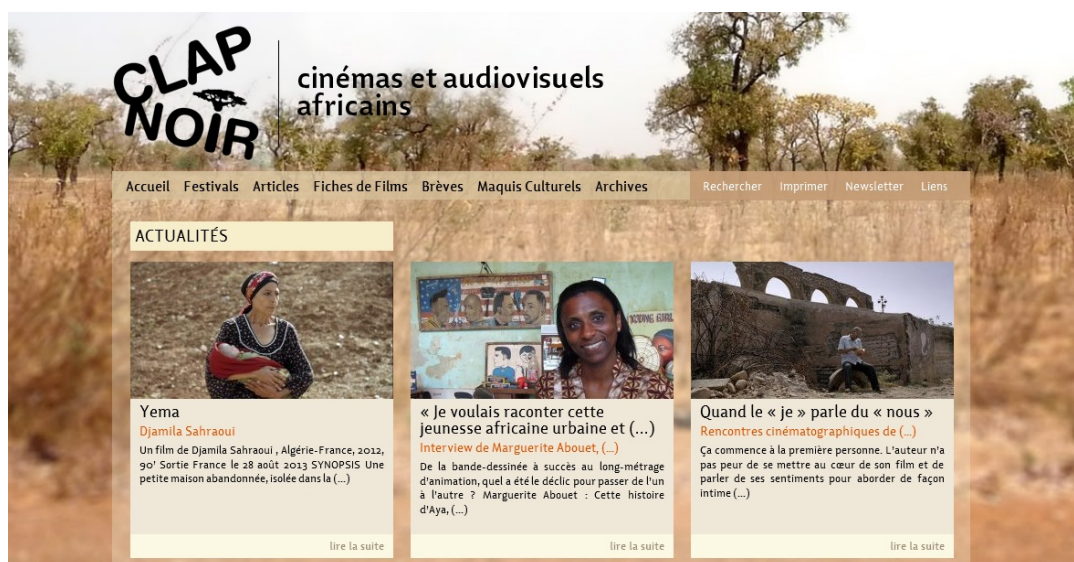 CLAP
NOIR
cinémas et audiovisuels
africains
Accueil Festivals Articles Fiches de Films Brèves Maquis Culturels Archives
Rechercher Imprimer Newsletter Liens
ACTUALITÉS
Yema
Djamila Sahraoui
Un film de Djamila Sahraoui , Algérie-France, 2012,
90' Sortie France le 28 août 2013 SYNOPSIS Une
petite maison abandonnée, isolée dans la (...)
lire la suite
« Je voulais raconter cette
jeunesse africaine urbaine et (...)
Interview de Marguerite Abouet, (...)
De la bande-dessinée à succès au long-métrage
d'animation, quel a été le déclic pour passer de l'un
à l'autre ? Marguerite Abouet : Cette histoire
d'Aya, (...)
lire la suite
Quand le « je » parle du « nous »
Rencontres cinématographiques de (...)
Ça commence à la première personne. L'auteur n'a
pas peur de se mettre au cœur de son film et de
parler de ses sentiments pour aborder de façon
intime (...)
lire la suite